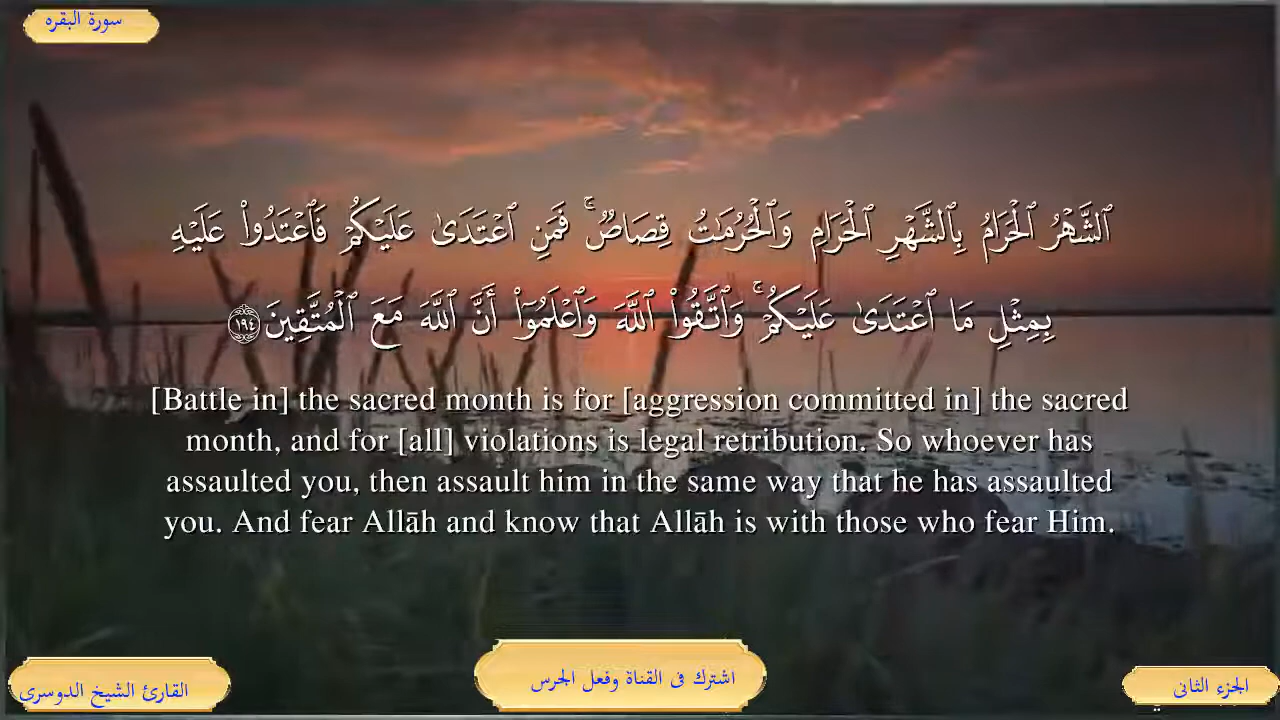 سورة البقره
ٱلشَّهْرُ ٱلْحَرَامُ بِٱلشَّهْرِ ٱلْحَرَامِ وَٱلْحُرُمَـٰتُ قِصَاصٌ ۚ فَمَنِ ٱعْتَدَىٰ عَلَيْكُمْ فَٱعْتَدُوا۟ عَلَيْهِ
بِمِثْلِ مَا ٱعْتَدَىٰ عَلَيْكُمْ ۚ وَٱتَّقُوا۟ ٱللَّهَ وَٱعْلَمُوٓا۟ أَنَّ ٱللَّهَ مَعَ ٱلْمُتَّقِينَ ١٩٤
[Battle in] the sacred month is for [aggression committed in] the sacred
month, and for [all] violations is legal retribution. So whoever has
assaulted you, then assault him in the same way that he has assaulted
you. And fear Allāh and know that Allāh is with those who fear Him.
القارئ الشيخ الدوسرى
اشترك فى القناة وفعل الجرس
الجزء الثانى